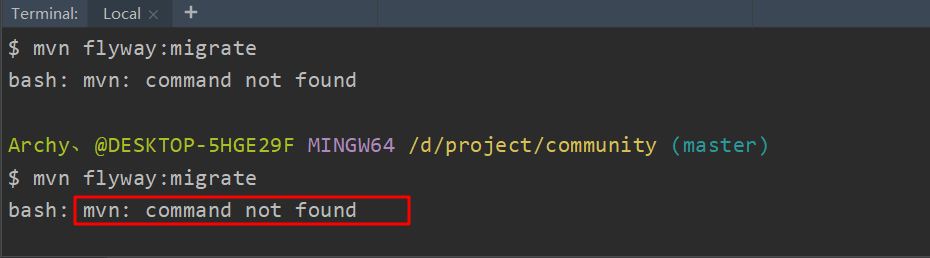 Terminal: Local × +
$ mvn flyway:migrate
bash: mvn: command not found
Archy、@DESKTOP-5HGE29F MINGW64 /d/project/community (master)
$ mvn flyway:migrate
bash: mvn: command not found